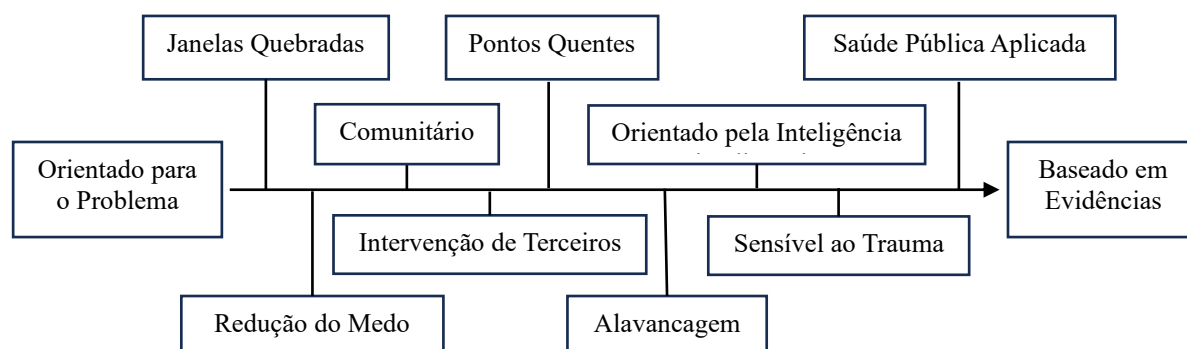 Janelas Quebradas
Pontos Quentes
Saúde Pública Aplicada
Comunitário
Orientado pela Inteligência
Orientado para
o Problema
Baseado em
Evidências
Intervenção de Terceiros
Sensível ao Trauma
Redução do Medo
Alavancagem